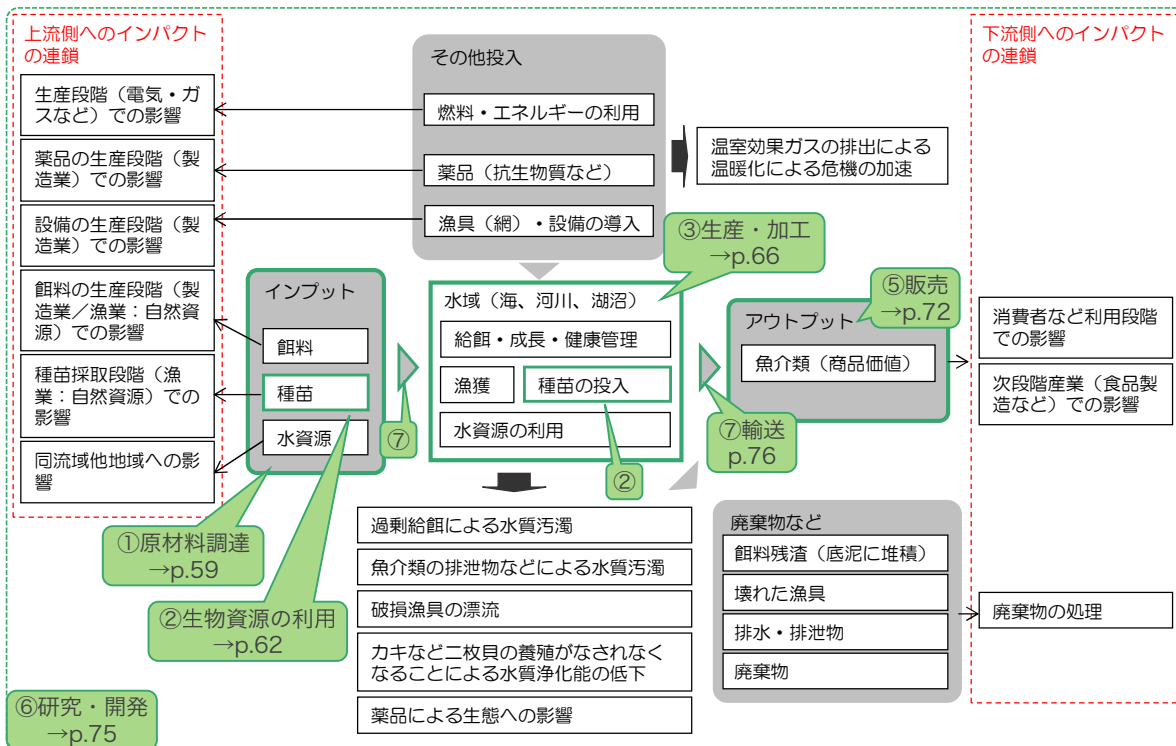 上流側へのインパクト
の連鎖
生産段階（電気・ガ
スなど）での影響
薬品の生産段階（製
造業）での影響
設備の生産段階（製
造業）での影響
餌料の生産段階（製
造業／漁業：自然資
源）での影響
種苗採取段階（漁
業：自然資源）での
影響
同流域他地域への影
響
その他投入
燃料・エネルギーの利用
薬品（抗生物質など）
漁具（網）・設備の導入
温室効果ガスの排出による
温暖化による危機の加速
下流側へのインパクト
の連鎖
インプット
餌料
種苗
水資源
⑦
水域（海、河川、湖沼）
給餌・成長・健康管理
漁獲
種苗の投入
水資源の利用
②
③生産・加工
→p.66
⑦輸送
p.76
アウトプット
魚介類（商品価値）
⑤販売
→p.72
消費者など利用段階
での影響
次段階産業（食品製
造など）での影響
①原材料調達
→p.59
②生物資源の利用
→p.62
⑥研究・開発
→p.75
過剰給餌による水質汚濁
魚介類の排泄物などによる水質汚濁
破損漁具の漂流
カキなど二枚貝の養殖がなされなく
なることによる水質浄化能の低下
薬品による生態への影響
廃棄物など
餌料残渣（底泥に堆積）
壊れた漁具
排水・排泄物
廃棄物
廃棄物の処理